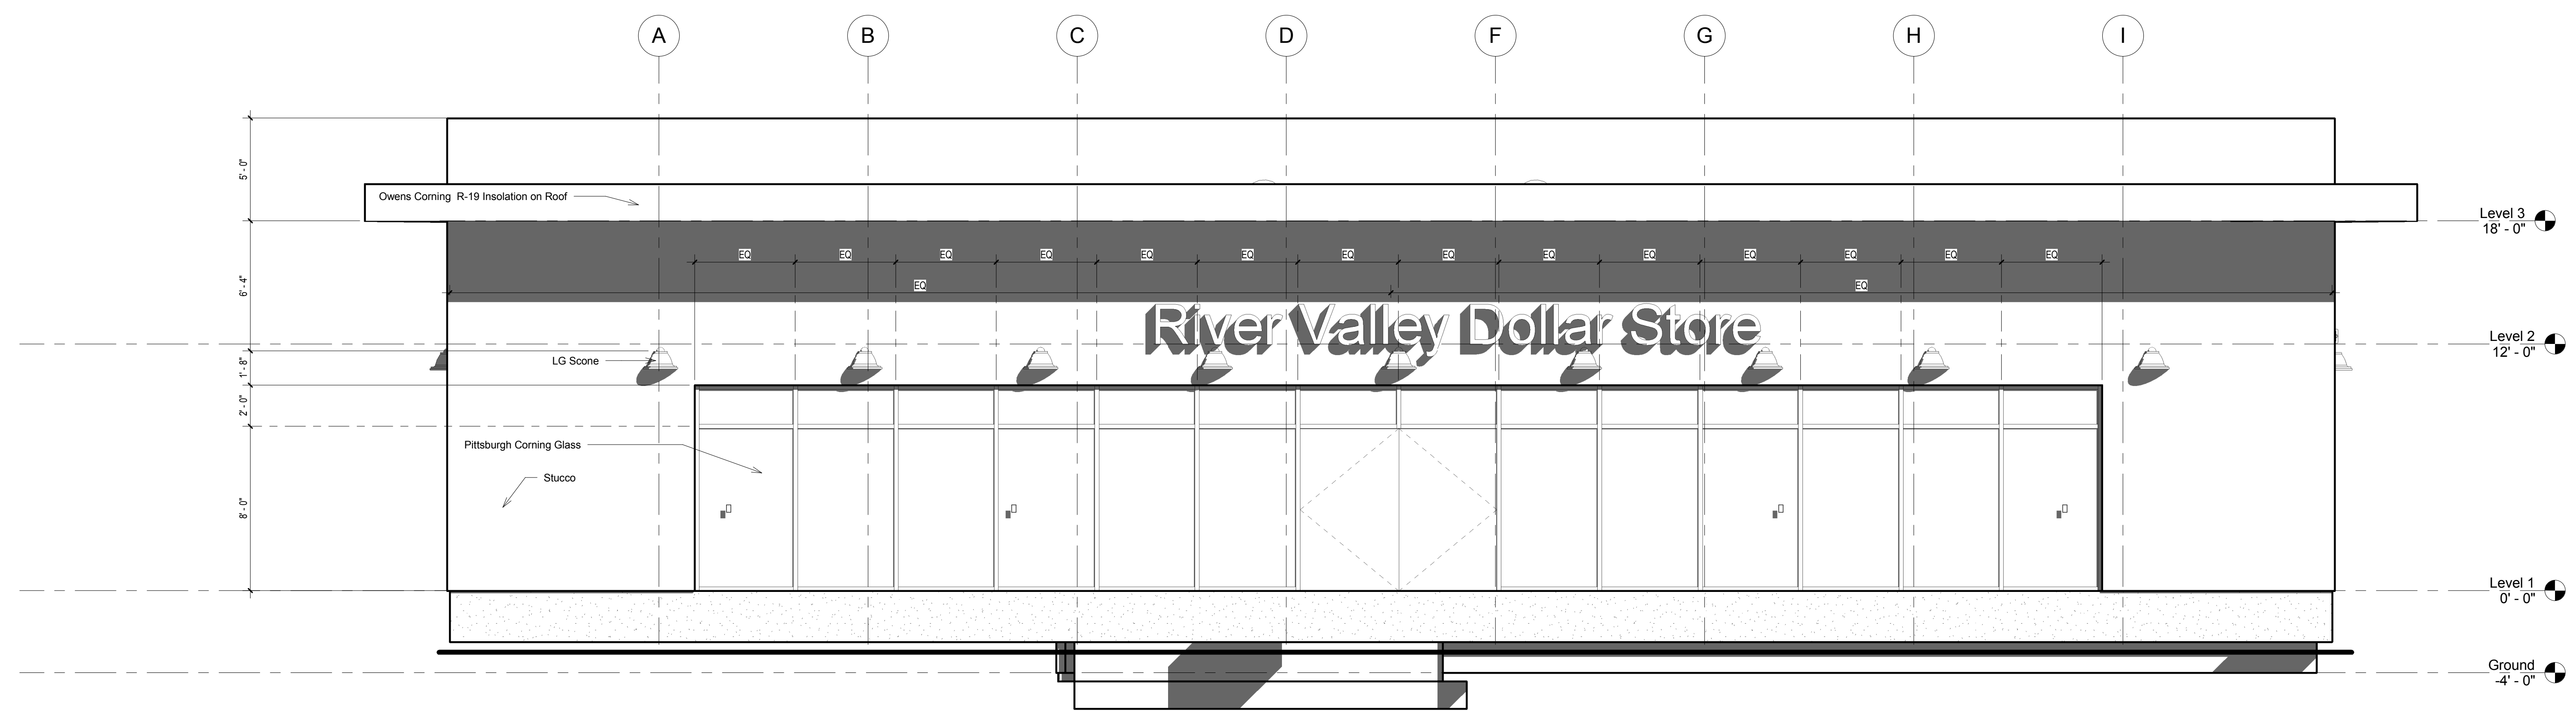 A B C D F G H I
5' - 0"
Owens Corning  R-19 Insolation on Roof
Level 3
18' - 0"
EQ EQ EQ EQ EQ EQ EQ EQ EQ EQ EQ EQ EQ EQ
6' - 4"
EQ EQ
River Valley Dollar Store
Level 2
12' - 0"
LG Scone
1' - 8"
2' - 0"
Pittsburgh Corning Glass
Stucco
8' - 0"
Level 1
0' - 0"
Ground
-4' - 0"